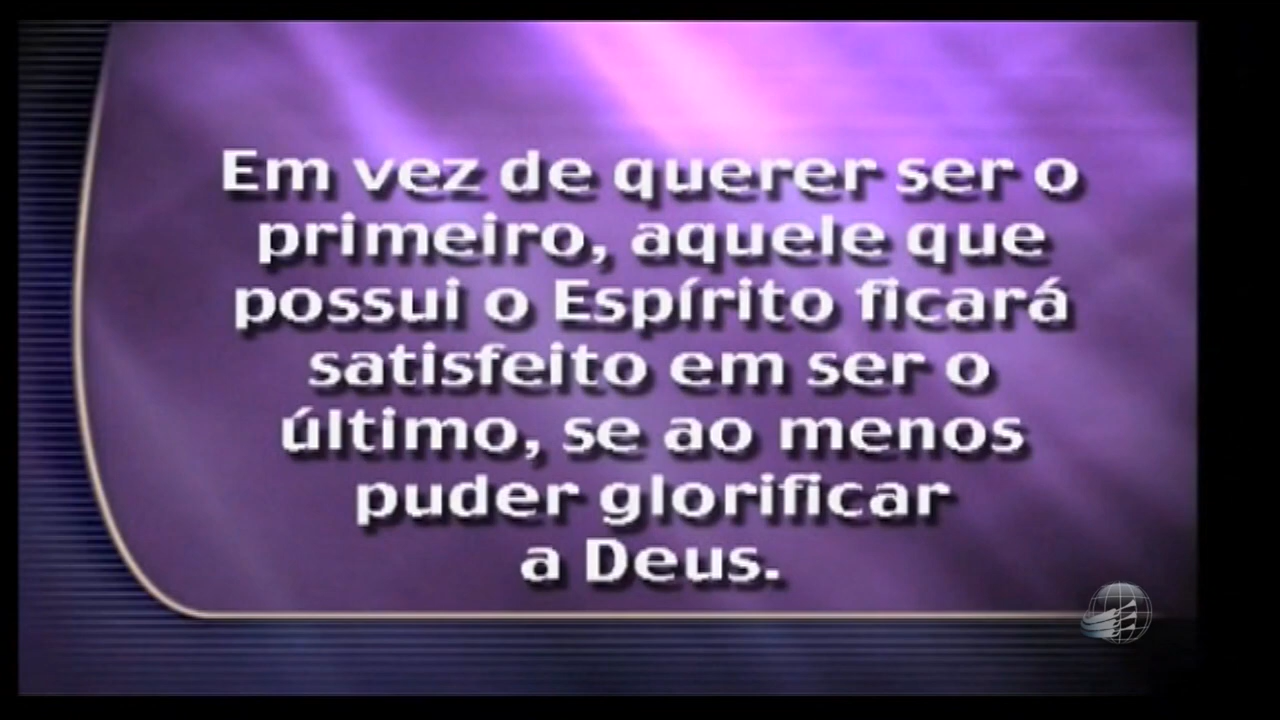 Em vez de querer ser o
primeiro, aquele que
possui o Espírito ficará
satisfeito em ser o
último, se ao menos
puder glorificar
a Deus.